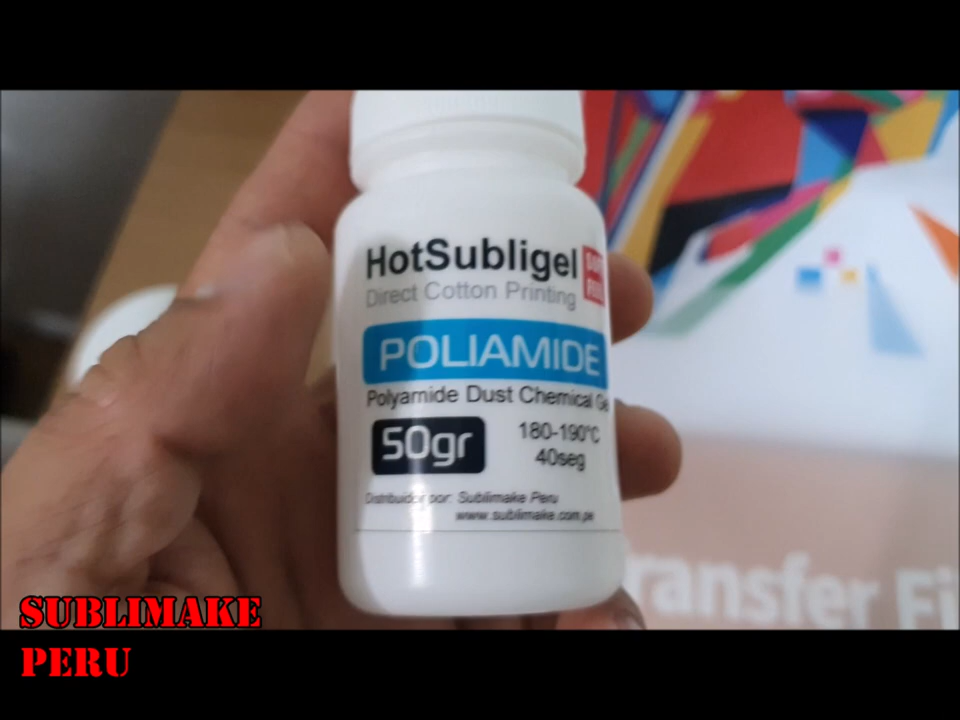 HotSubligel
Direct Cotton Printing
POLIAMIDE
Polyamide Dust Chemical
50gr
180-190°C
40seg
Distribuidor por: Sublimake Peru
www.sublimake.com.pe
SUBLIMAKE
PERU